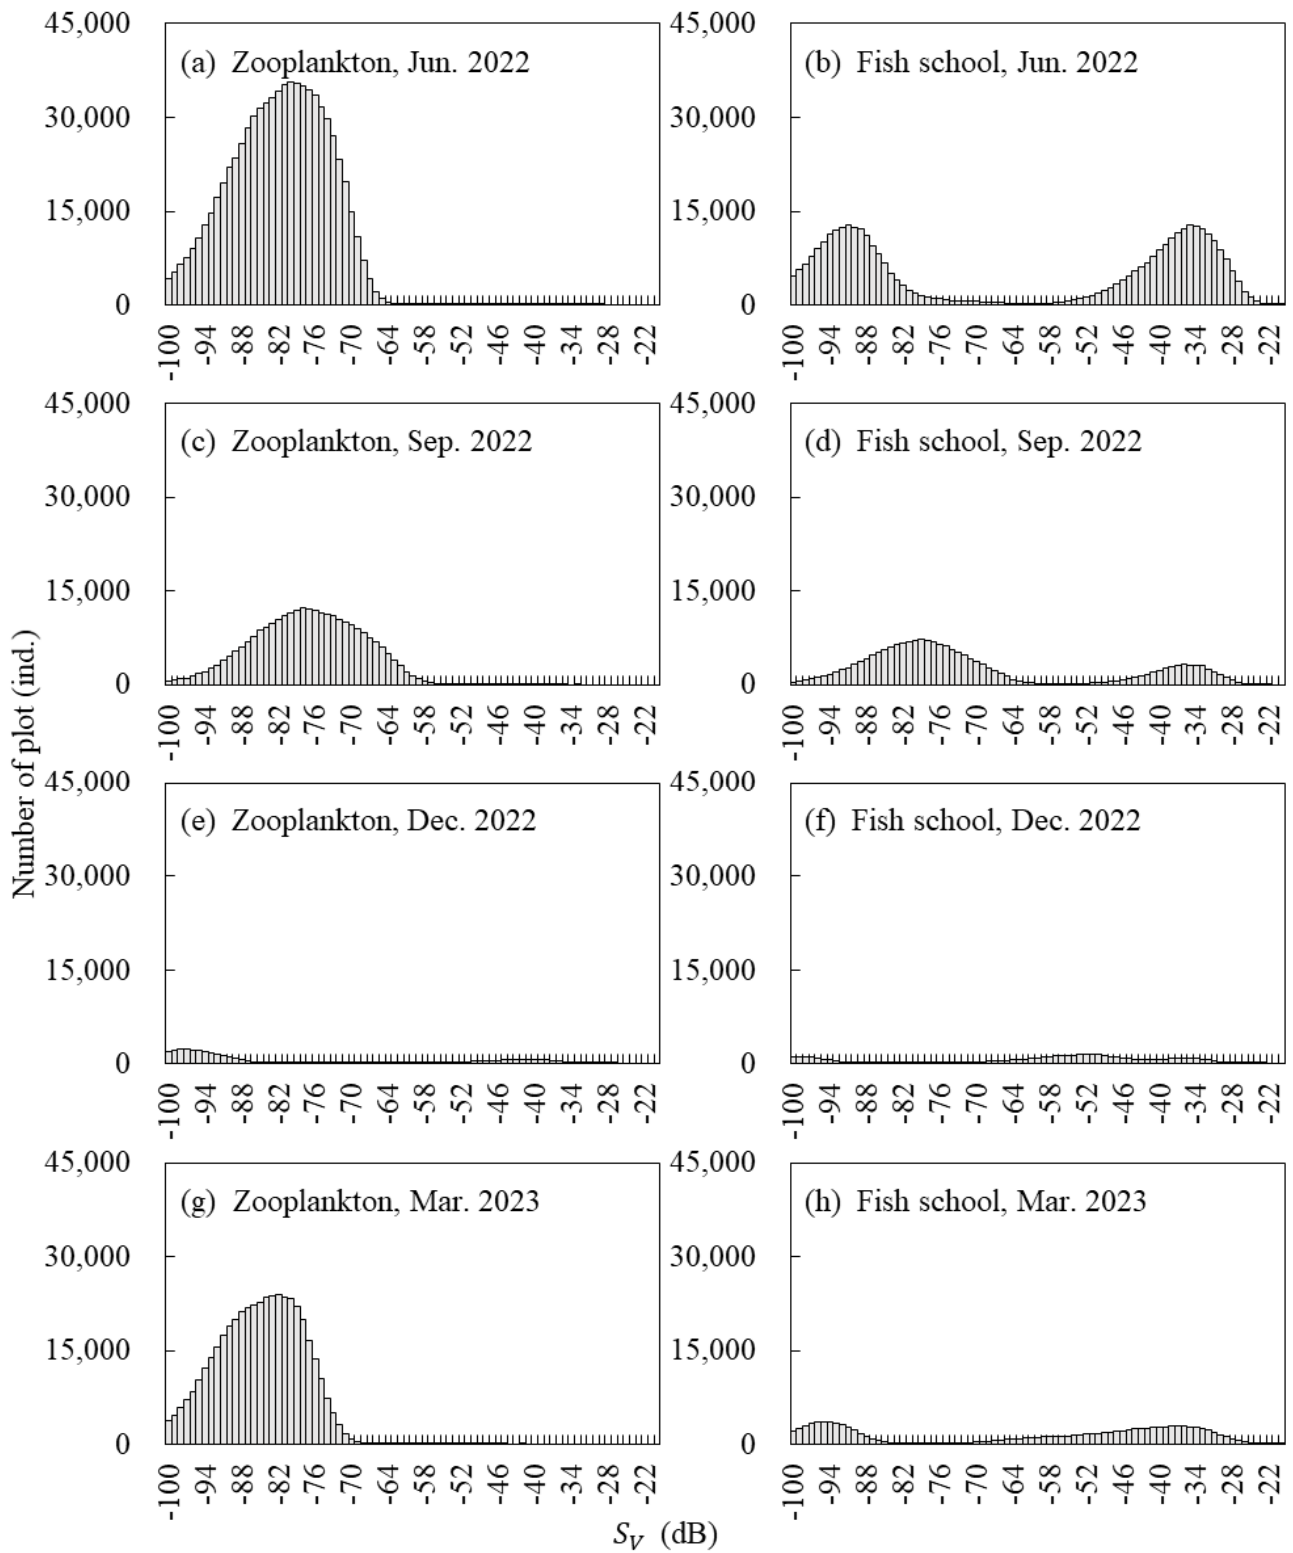 45,000
30,000
15,000
0
(a) Zooplankton, Jun. 2022
-100 -94 -88 -82 -76 -70 -64 -58 -52 -46 -40 -34 -28 -22
45,000
30,000
15,000
0
(b) Fish school, Jun. 2022
-100 -94 -88 -82 -76 -70 -64 -58 -52 -46 -40 -34 -28 -22
45,000
30,000
15,000
0
(c) Zooplankton, Sep. 2022
-100 -94 -88 -82 -76 -70 -64 -58 -52 -46 -40 -34 -28 -22
45,000
30,000
15,000
0
(d) Fish school, Sep. 2022
-100 -94 -88 -82 -76 -70 -64 -58 -52 -46 -40 -34 -28 -22
Number of plot (ind.)
45,000
30,000
15,000
0
(e) Zooplankton, Dec. 2022
-100 -94 -88 -82 -76 -70 -64 -58 -52 -46 -40 -34 -28 -22
45,000
30,000
15,000
0
(f) Fish school, Dec. 2022
-100 -94 -88 -82 -76 -70 -64 -58 -52 -46 -40 -34 -28 -22
45,000
30,000
15,000
0
(g) Zooplankton, Mar. 2023
-100 -94 -88 -82 -76 -70 -64 -58 -52 -46 -40 -34 -28 -22
45,000
30,000
15,000
0
(h) Fish school, Mar. 2023
-100 -94 -88 -82 -76 -70 -64 -58 -52 -46 -40 -34 -28 -22
S_V (dB)